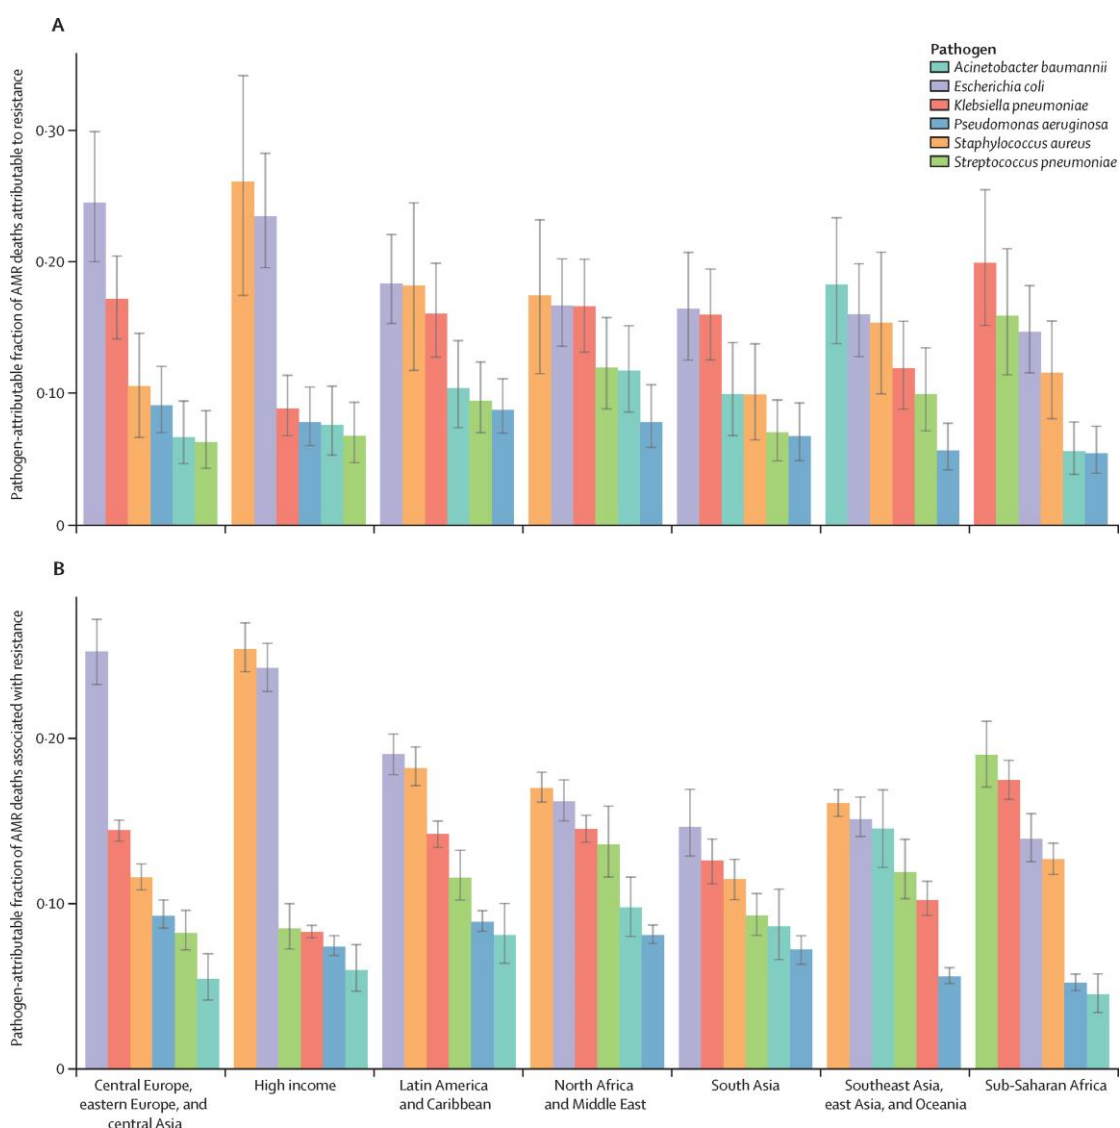 A
Pathogen-attributable fraction of AMR deaths attributable to resistance
0·30
0·20
0·10
0
Pathogen
Acinetobacter baumannii
Escherichia coli
Klebsiella pneumoniae
Pseudomonas aeruginosa
Staphylococcus aureus
Streptococcus pneumoniae
B
Pathogen-attributable fraction of AMR deaths associated with resistance
0·20
0·10
0
Central Europe,
eastern Europe, and
central Asia
High income
Latin America
and Caribbean
North Africa
and Middle East
South Asia
Southeast Asia,
east Asia, and Oceania
Sub-Saharan Africa